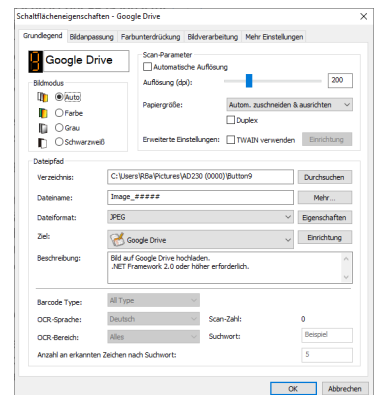 Schaltflächeneigenschaften - Google Drive
Grundlegend Bildanpassung Farbunterdrückung Bildverarbeitung Mehr Einstellungen
9 Google Drive
Bildmodus
Auto
Farbe
Grau
Schwarzweiß
Scan-Parameter
Automatische Auflösung
Auflösung (dpi): 200
Papiergröße: Autom. zuschneiden & ausrichten
Duplex
Erweiterte Einstellungen: TWAIN verwenden Einrichtung
Dateipfad
Verzeichnis: C:\Users\RBa\Pictures\AD230 (0000)\Button9 Durchsuchen
Dateiname: Image_##### Mehr...
Dateiformat: JPEG Eigenschaften
Ziel: Google Drive Einrichtung
Beschreibung: Bild auf Google Drive hochladen.
.NET Framework 2.0 oder höher erforderlich.
Barcode Type: All Type
OCR-Sprache: Deutsch Scan-Zahl: 0
OCR-Bereich: Alles Suchwort: Beispiel
Anzahl an erkannten Zeichen nach Suchwort: 5
OK Abbrechen